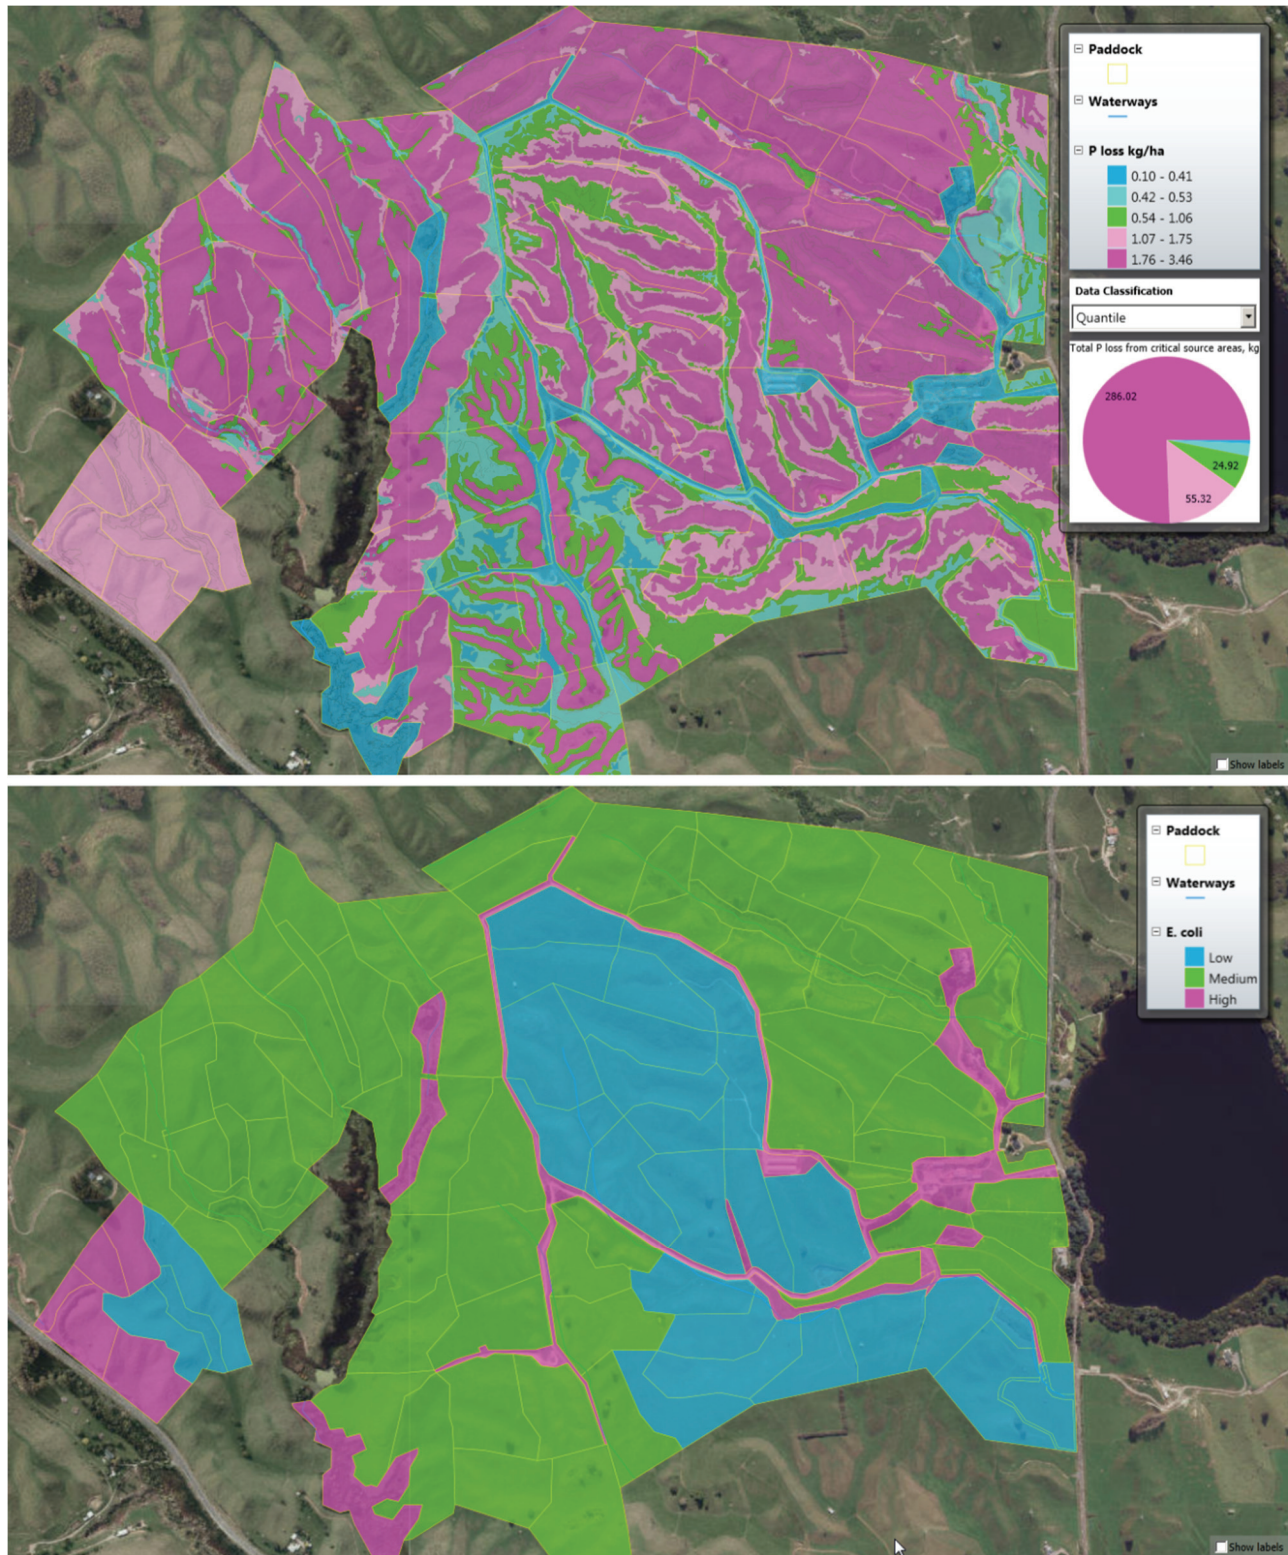 Paddock
Waterways
P loss kg/ha
0.10 - 0.41
0.42 - 0.53
0.54 - 1.06
1.07 - 1.75
1.76 - 3.46
Data Classification
Quantile
Total P loss from critical source areas, kg
286.02
24.92
55.32
Show labels
Paddock
Waterways
E. coli
Low
Medium
High
Show labels